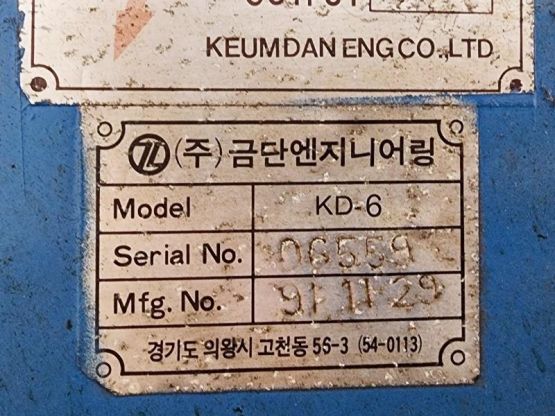 KEUMDAN ENG CO., LTD
(주)금단엔지니어링
Model KD-6
Serial No. 06559
Mfg. No. 91 11 29
경기도 의왕시 고천동 55-3 (54-0113)